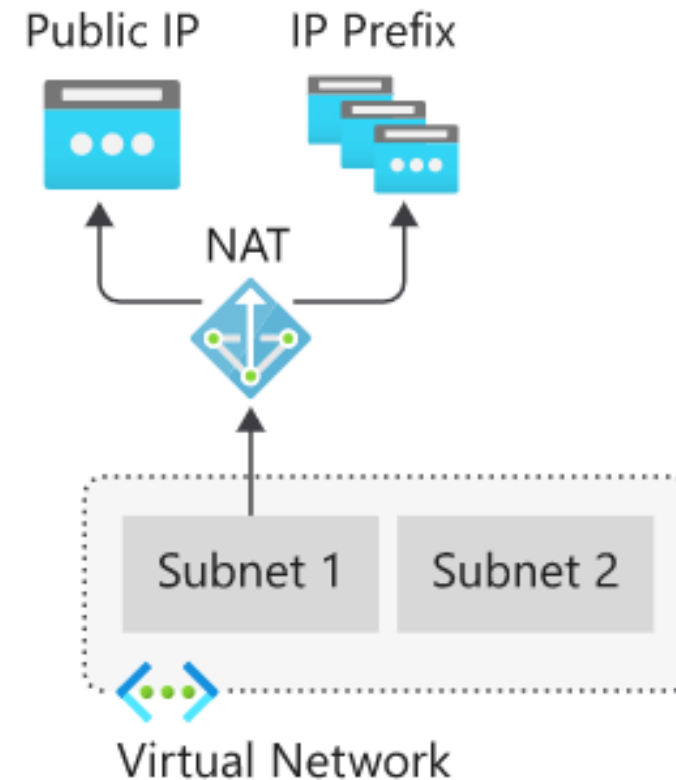 Public IP
IP Prefix
NAT
Subnet 1
Subnet 2
Virtual Network